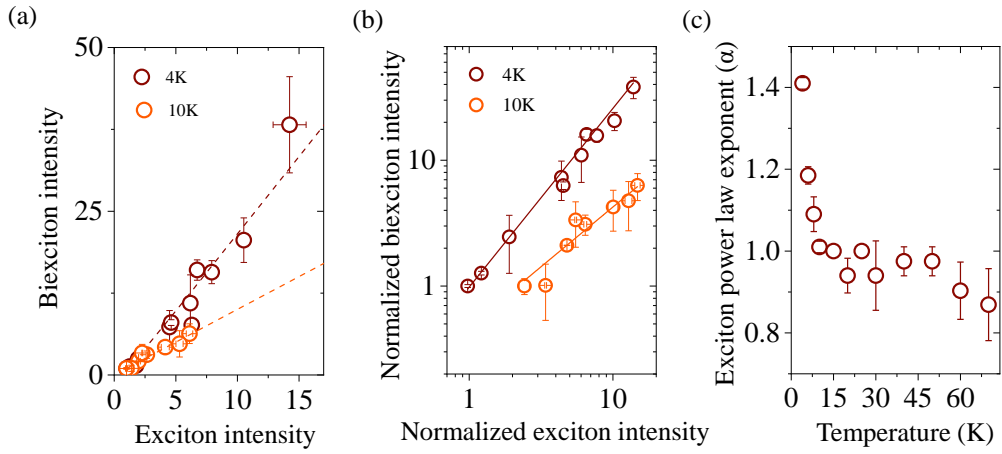 (a)
Biexciton intensity
50
25
0
4K
10K
0 5 10 15
Exciton intensity
(b)
Normalized biexciton intensity
10
1
4K
10K
1 10
Normalized exciton intensity
(c)
Exciton power law exponent (α)
1.4
1.2
1.0
0.8
0 15 30 45 60
Temperature (K)